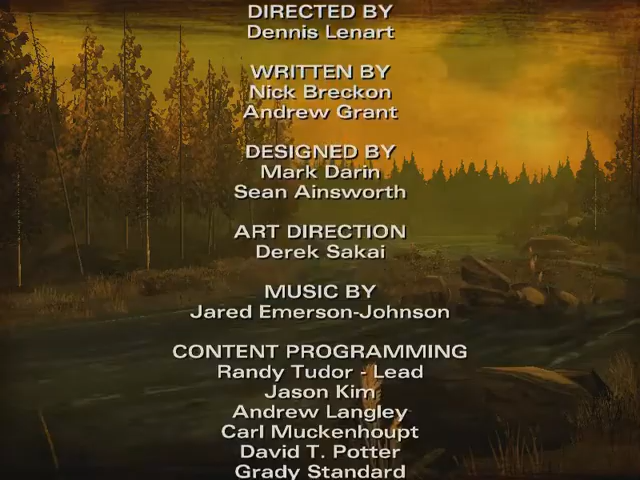 DIRECTED BY
Dennis Lenart
WRITTEN BY
Nick Breckon
Andrew Grant
DESIGNED BY
Mark Darin
Sean Ainsworth
ART DIRECTION
Derek Sakai
MUSIC BY
Jared Emerson-Johnson
CONTENT PROGRAMMING
Randy Tudor - Lead
Jason Kim
Andrew Langley
Carl Muckenhoupt
David T. Potter
Grady Standard